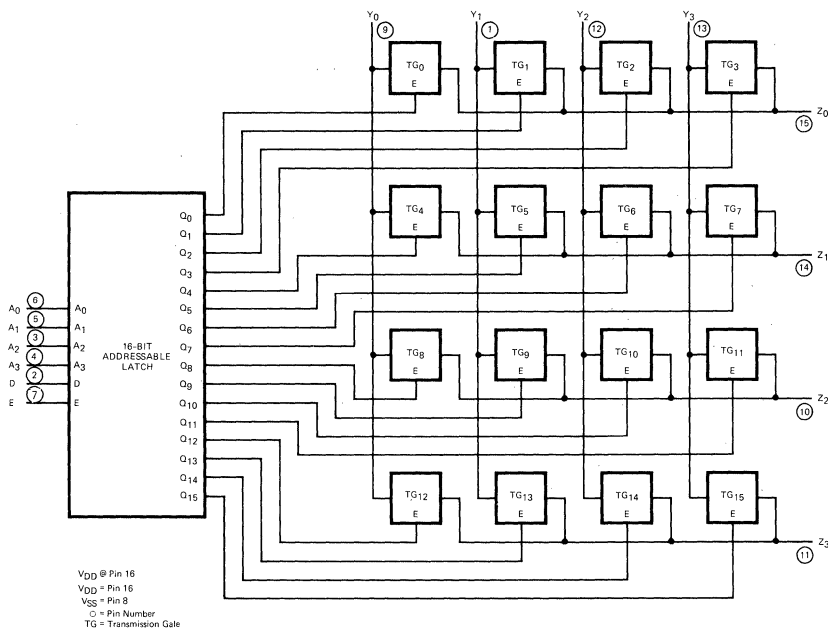 Y0 Y1 Y2 Y3
9 1 12 13
TG0 TG1 TG2 TG3
E E E E
Z0
15
Q0
Q1
Q2
Q3
TG4 TG5 TG6 TG7
E E E E
Z1
14
Q4
Q5
Q6
Q7
6
A0 A0
5
A1 A1
3
A2 A2
4
A3 A3
2
D D
7
E E
16-BIT
ADDRESSABLE
LATCH
TG8 TG9 TG10 TG11
E E E E
Z2
10
Q8
Q9
Q10
Q11
Q12
Q13
Q14
Q15
TG12 TG13 TG14 TG15
E E E E
Z3
11
VDD @ Pin 16
VDD = Pin 16
VSS = Pin 8
○ = Pin Number
TG = Transmission Gale